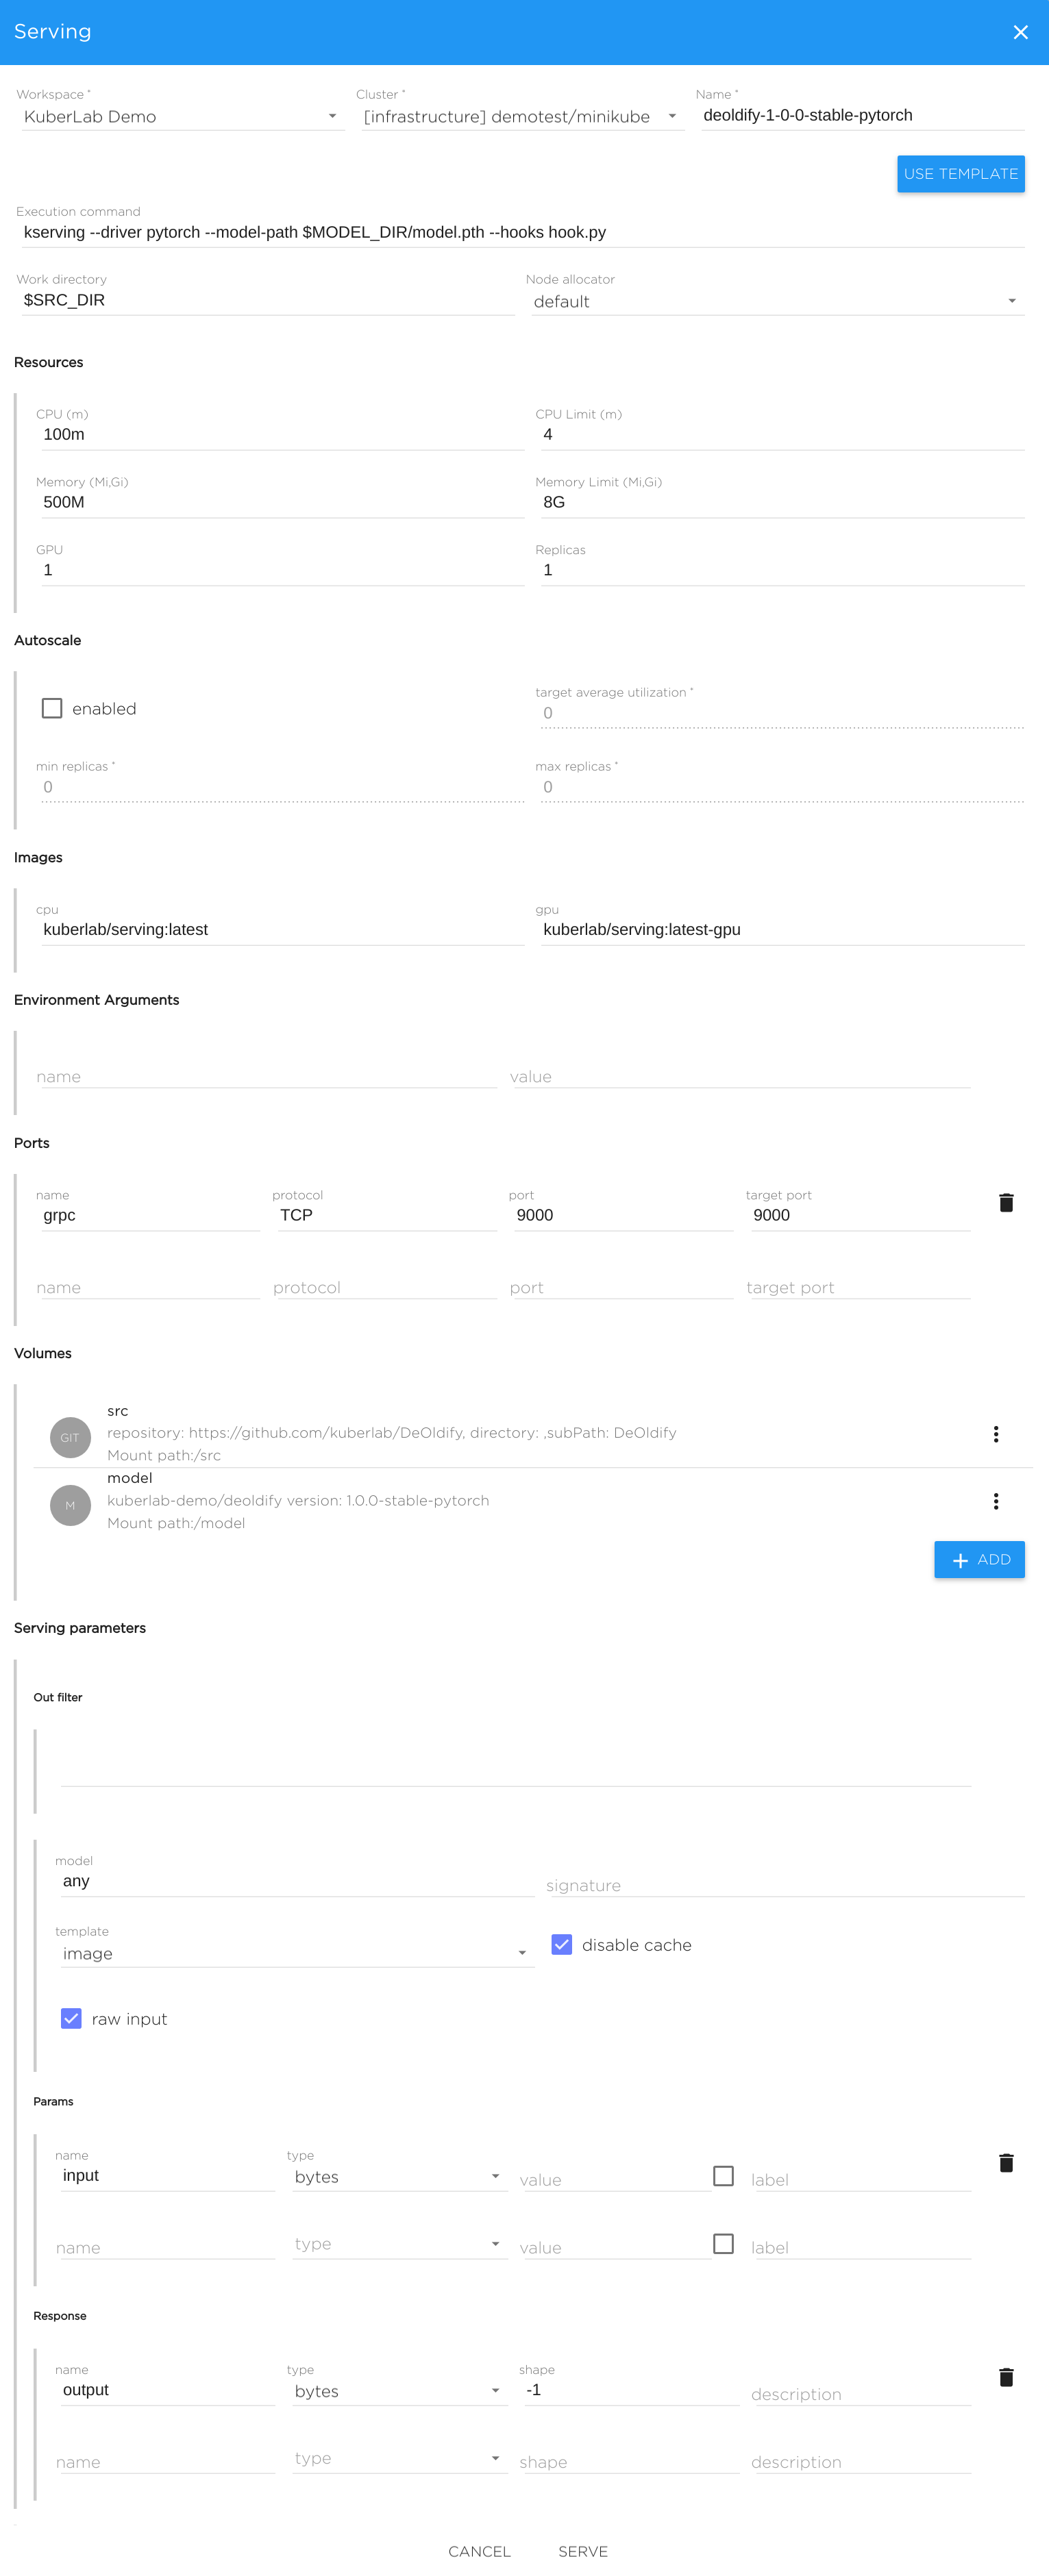 Serving
Workspace * Cluster * Name *
KuberLab Demo [infrastructure] demotest/minikube deoldify-1-0-0-stable-pytorch
USE TEMPLATE
Execution command
kserving --driver pytorch --model-path $MODEL_DIR/model.pth --hooks hook.py
Work directory Node allocator
$SRC_DIR default
Resources
CPU (m) CPU Limit (m)
100m 4
Memory (Mi,Gi) Memory Limit (Mi,Gi)
500M 8G
GPU Replicas
1 1
Autoscale
enabled
target average utilization *
0
min replicas * max replicas *
0 0
Images
cpu gpu
kuberlab/serving:latest kuberlab/serving:latest-gpu
Environment Arguments
name value
Ports
name protocol port target port
grpc TCP 9000 9000
name protocol port target port
Volumes
GIT
src
repository: https://github.com/kuberlab/DeOldify, directory: ,subPath: DeOldify
Mount path:/src
M
model
kuberlab-demo/deoldify version: 1.0.0-stable-pytorch
Mount path:/model
ADD
Serving parameters
Out filter
model
any signature
template
image disable cache
raw input
Params
name type
input bytes value label
name type value label
Response
name type shape
output bytes -1 description
name type shape description
CANCEL SERVE